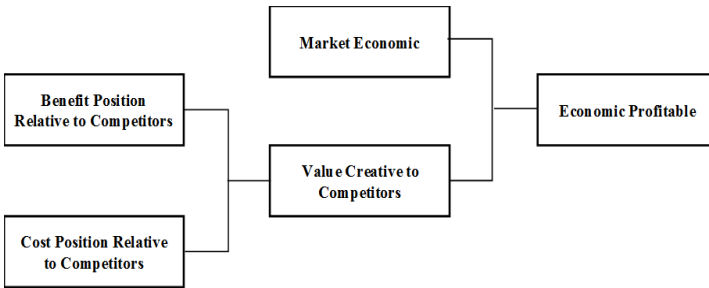 Market Economic
Benefit Position
Relative to Competitors
Economic Profitable
Value Creative to
Competitors
Cost Position Relative
to Competitors